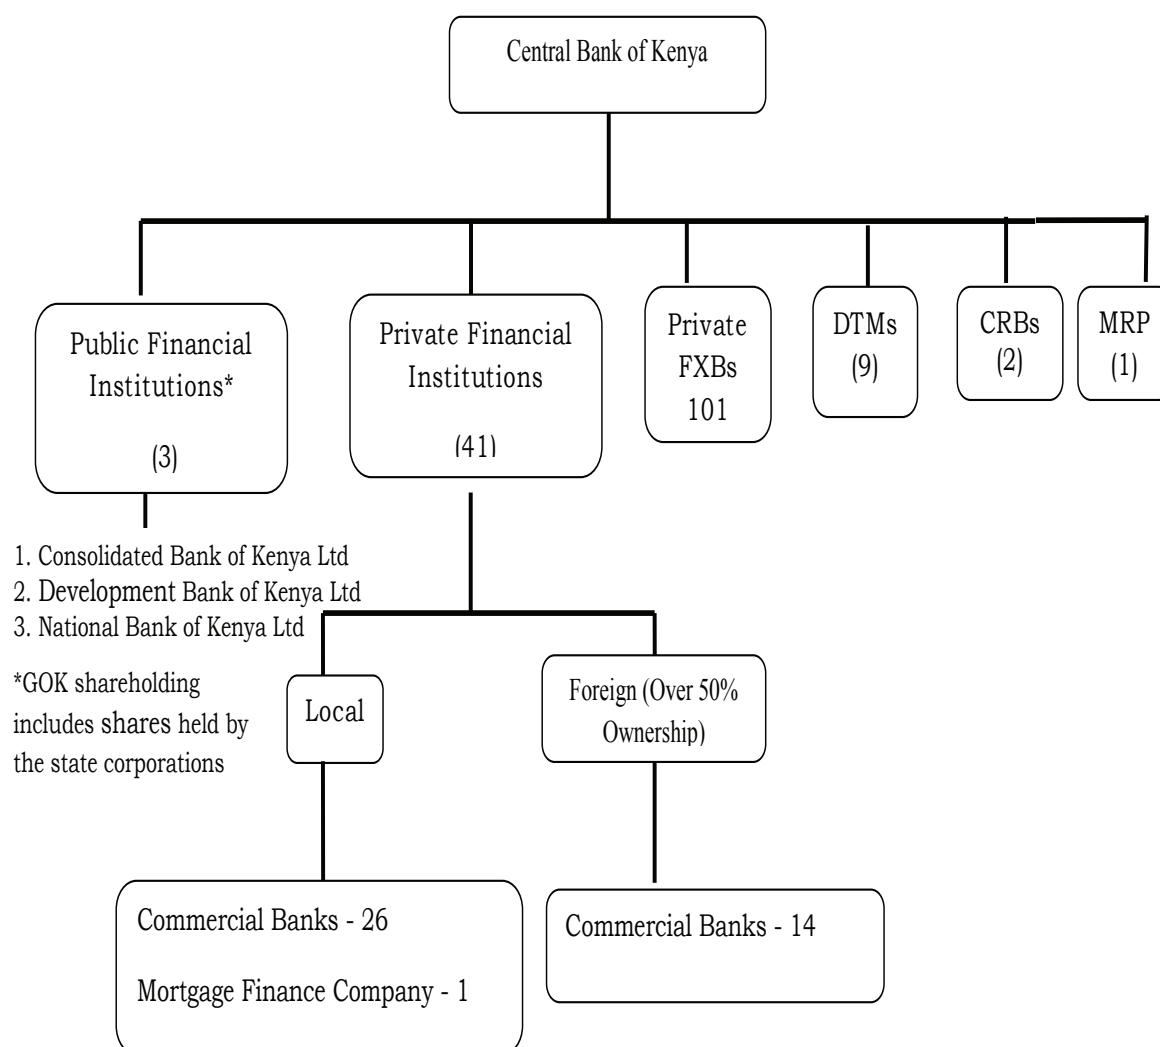 Central Bank of Kenya
Public Financial
Institutions*
(3)
Private Financial
Institutions
(41)
Private
FXBs
101
DTMs
(9)
CRBs
(2)
MRP
(1)
1. Consolidated Bank of Kenya Ltd
2. Development Bank of Kenya Ltd
3. National Bank of Kenya Ltd
*GOK shareholding
includes shares held by
the state corporations
Local
Foreign (Over 50%
Ownership)
Commercial Banks - 26
Mortgage Finance Company - 1
Commercial Banks - 14